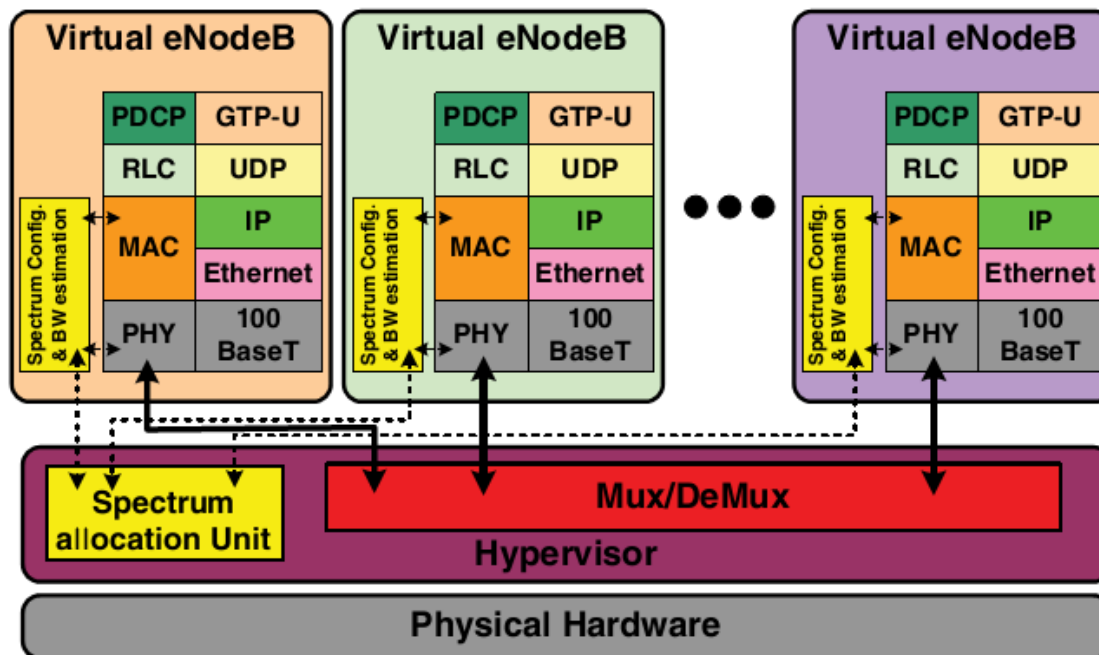 Virtual eNodeB
PDCP
GTP-U
RLC
UDP
MAC
IP
Ethernet
PHY
100
BaseT
Spectrum Config.
& BW estimation
Virtual eNodeB
PDCP
GTP-U
RLC
UDP
MAC
IP
Ethernet
PHY
100
BaseT
Spectrum Config.
& BW estimation
Virtual eNodeB
PDCP
GTP-U
RLC
UDP
MAC
IP
Ethernet
PHY
100
BaseT
Spectrum Config.
& BW estimation
Spectrum
allocation Unit
Mux/DeMux
Hypervisor
Physical Hardware